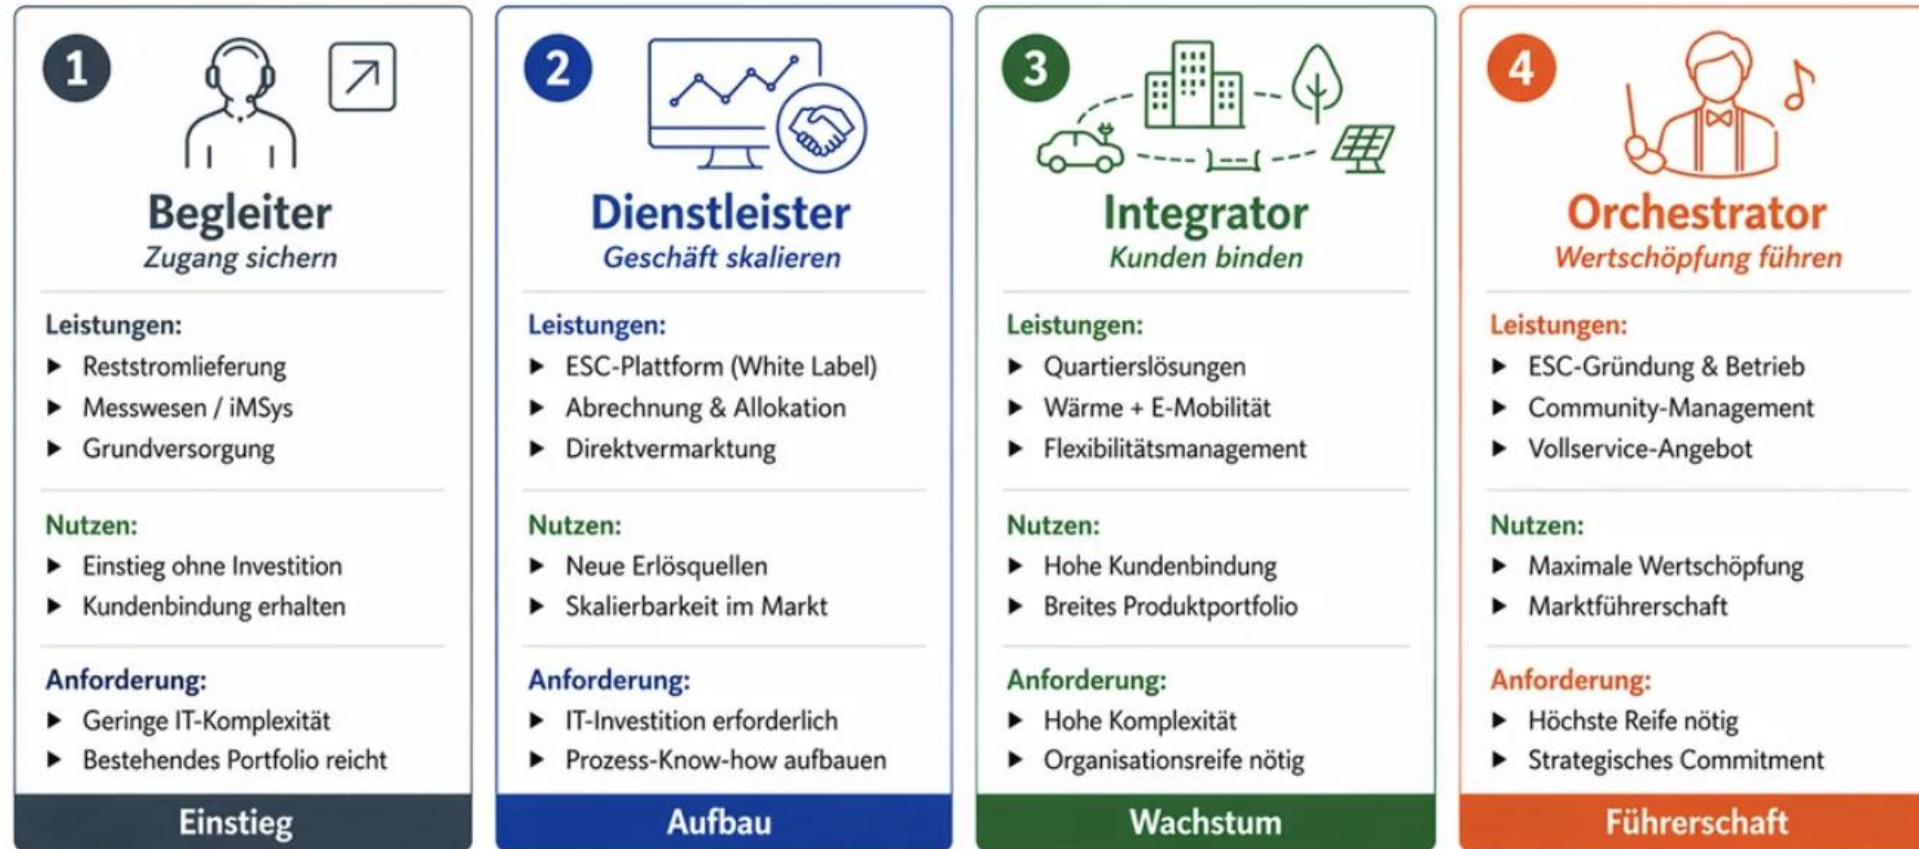 1
Begleiter
Zugang sichern
Leistungen:
Reststromlieferung
Messwesen / iMSys
Grundversorgung
Nutzen:
Einstieg ohne Investition
Kundenbindung erhalten
Anforderung:
Geringe IT-Komplexität
Bestehendes Portfolio reicht
Einstieg
2
Dienstleister
Geschäft skalieren
Leistungen:
ESC-Plattform (White Label)
Abrechnung & Allokation
Direktvermarktung
Nutzen:
Neue Erlösquellen
Skalierbarkeit im Markt
Anforderung:
IT-Investition erforderlich
Prozess-Know-how aufbauen
Aufbau
3
Integrator
Kunden binden
Leistungen:
Quartierslösungen
Wärme + E-Mobilität
Flexibilitätsmanagement
Nutzen:
Hohe Kundenbindung
Breites Produktportfolio
Anforderung:
Hohe Komplexität
Organisationsreife nötig
Wachstum
4
Orchestrator
Wertschöpfung führen
Leistungen:
ESC-Gründung & Betrieb
Community-Management
Vollservice-Angebot
Nutzen:
Maximale Wertschöpfung
Marktführerschaft
Anforderung:
Höchste Reife nötig
Strategisches Commitment
Führerschaft